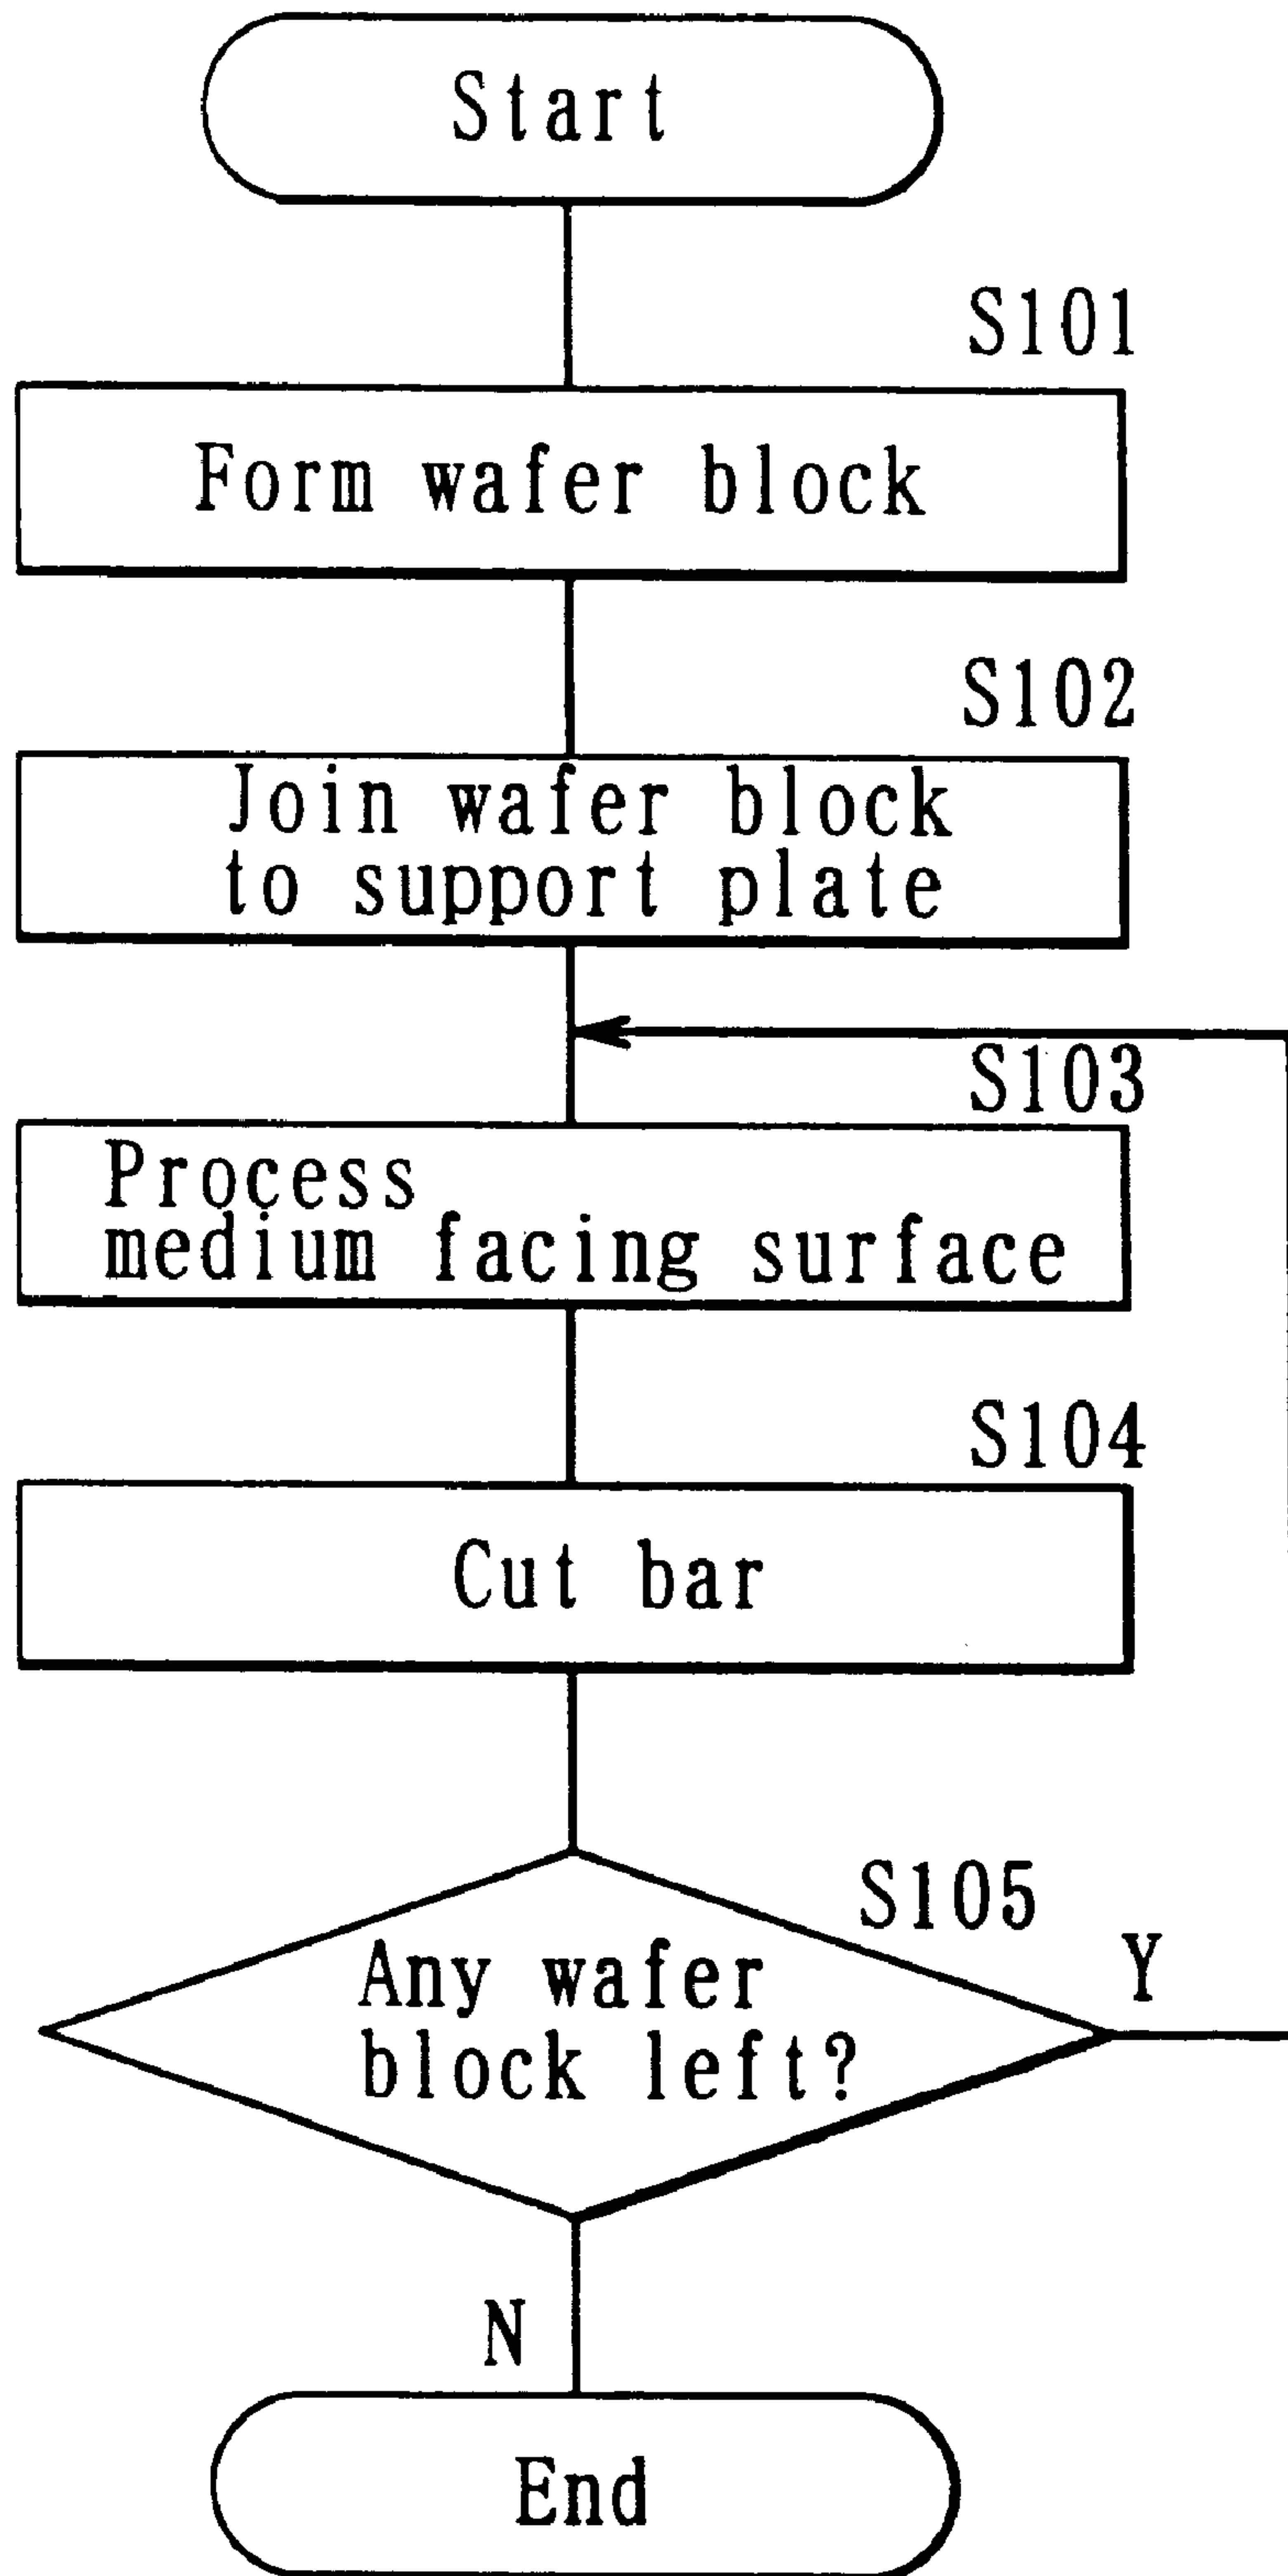 Start
S101
Form wafer block
S102
Join wafer block
to support plate
S103
Process
medium facing surface
S104
Cut bar
S105
Any wafer
block left?
Y
N
End